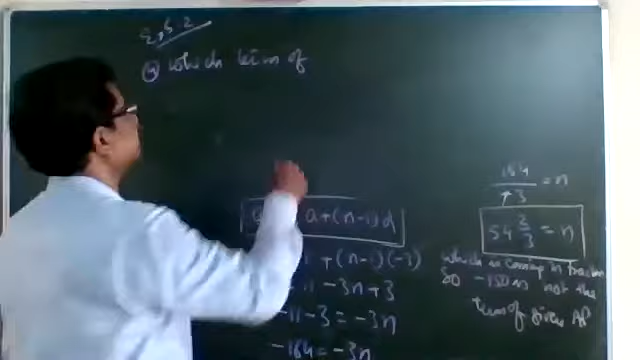 Ex 5.2
which term of
a + (n-1)d
+ (n-1)(-3)
-3n + 3
-11 - 3 = -3n
-164 = -3n
164/3 = n
54 2/3 = n
which is coming in fraction
So -150 is not the
term of given AP